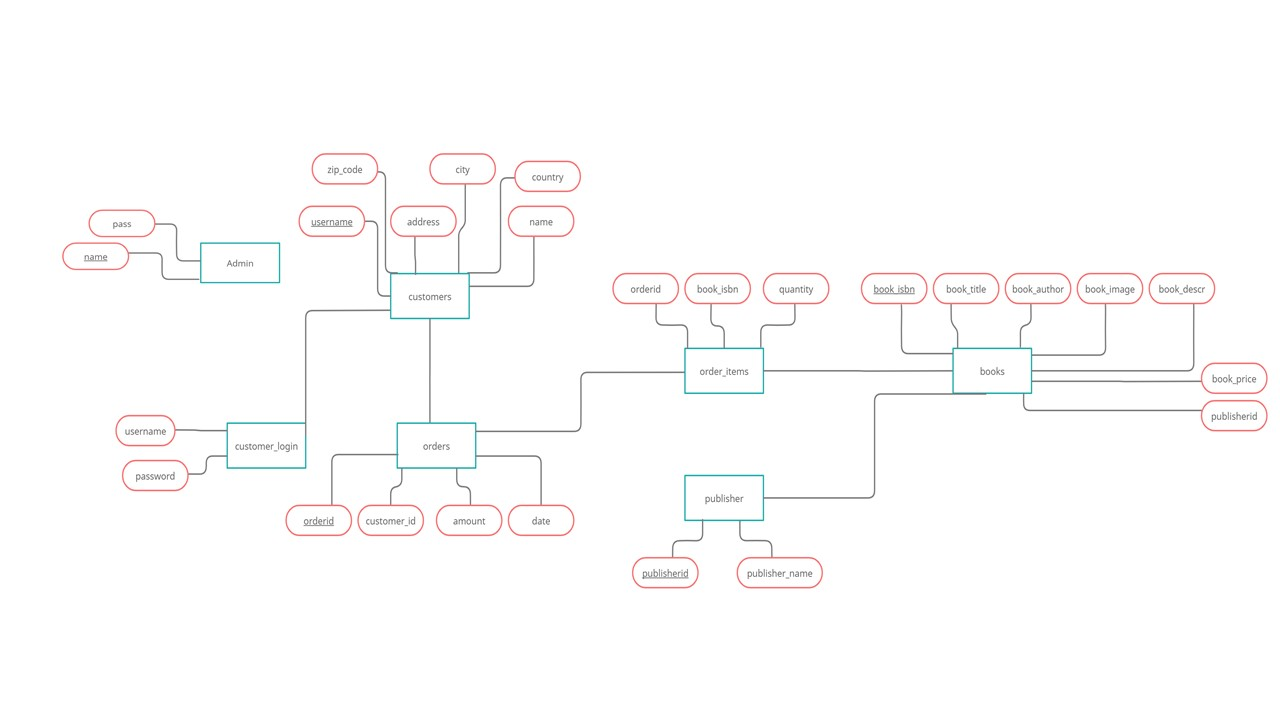 zip_code
city
country
username
address
name
pass
name
Admin
customers
orderid
book_isbn
quantity
book_isbn
book_title
book_author
book_image
book_descr
order_items
books
book_price
publisherid
username
customer_login
password
orders
orderid
customer_id
amount
date
publisher
publisherid
publisher_name